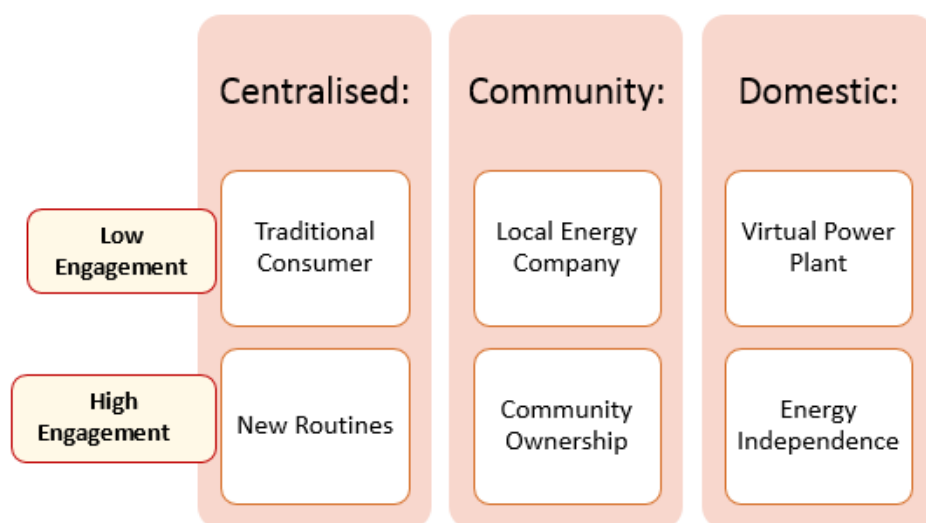 Centralised:
Community:
Domestic:
Low
Engagement
Traditional
Consumer
Local Energy
Company
Virtual Power
Plant
High
Engagement
New Routines
Community
Ownership
Energy
Independence